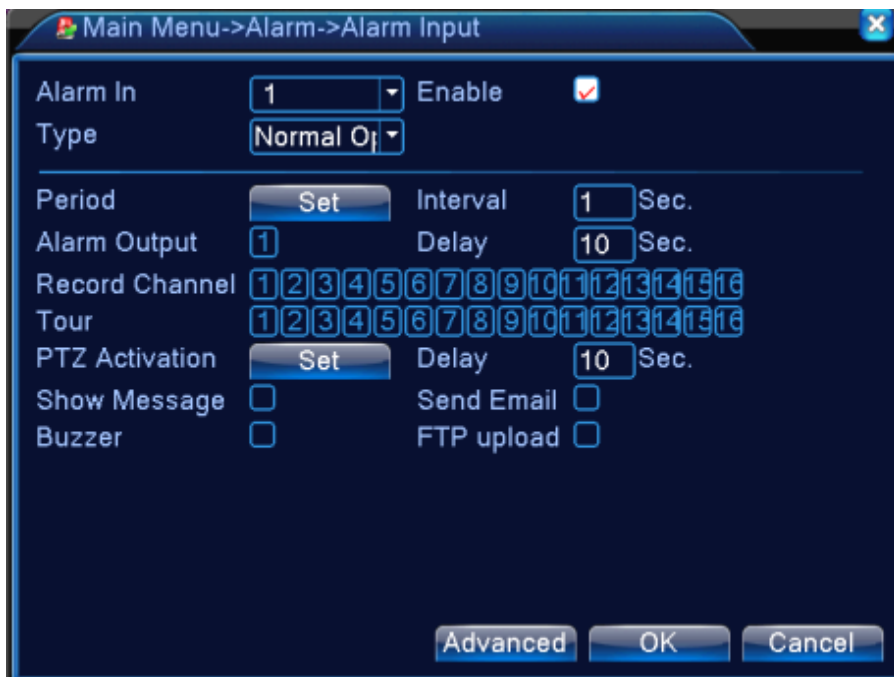 Main Menu->Alarm->Alarm Input
Alarm In 1 Enable
Type Normal Op
Period Set Interval 1 Sec.
Alarm Output 1 Delay 10 Sec.
Record Channel 1 2 3 4 5 6 7 8 9 10 11 12 13 14 15 16
Tour 1 2 3 4 5 6 7 8 9 10 11 12 13 14 15 16
PTZ Activation Set Delay 10 Sec.
Show Message Send Email
Buzzer FTP upload
Advanced OK Cancel